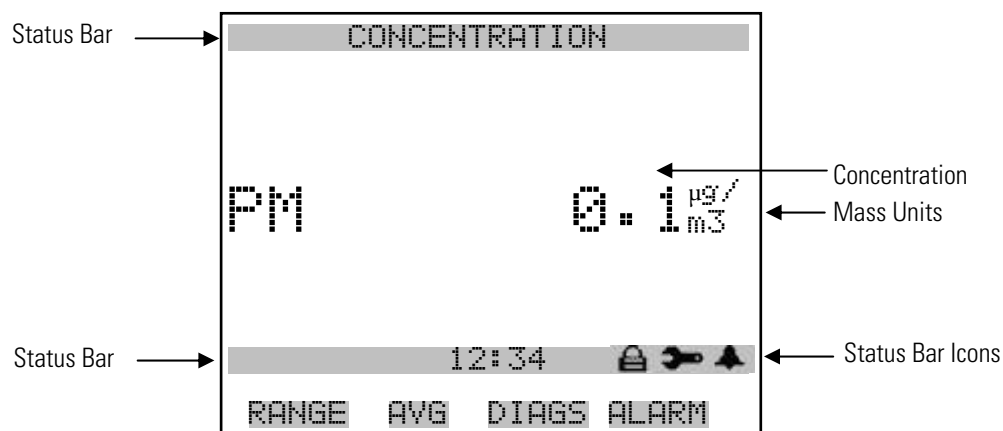 Status Bar
CONCENTRATION
Concentration
PM 0.1 µg/
m3
Mass Units
Status Bar
12:34
Status Bar Icons
RANGE AVG DIAGS ALARM